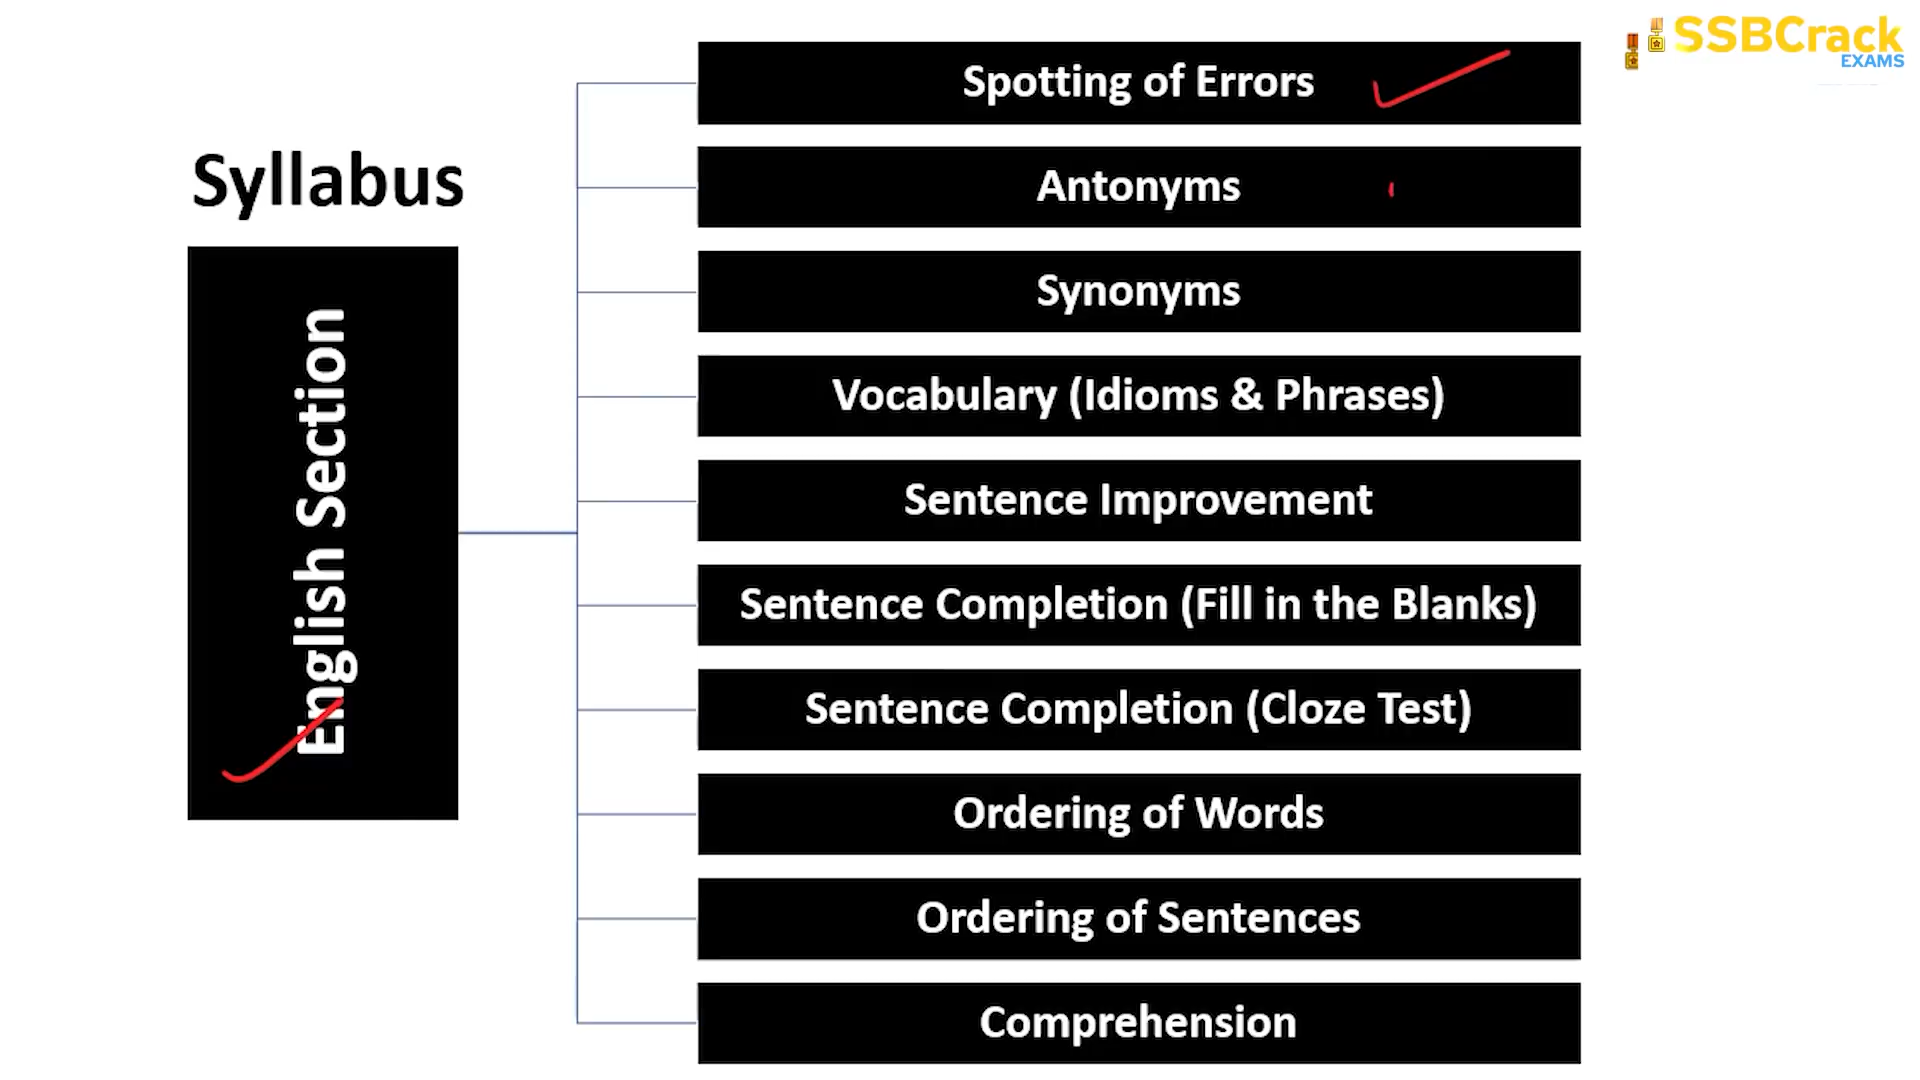 SSBCrack
EXAMS
Syllabus
English Section
Spotting of Errors
Antonyms
Synonyms
Vocabulary (Idioms & Phrases)
Sentence Improvement
Sentence Completion (Fill in the Blanks)
Sentence Completion (Cloze Test)
Ordering of Words
Ordering of Sentences
Comprehension